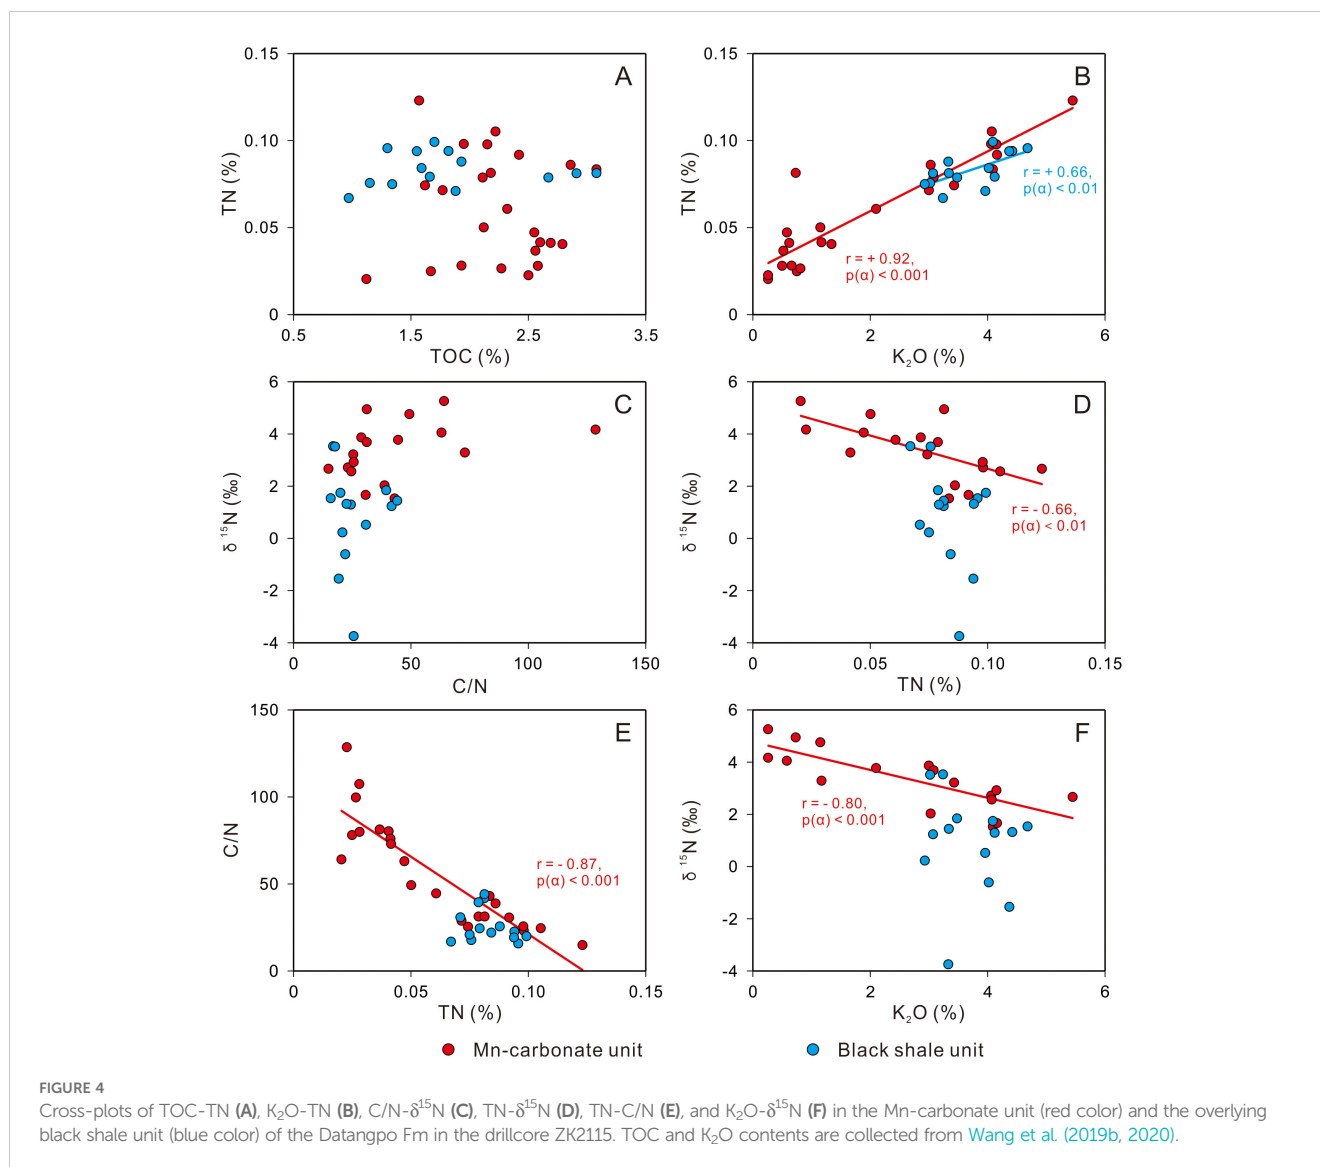 0.15
0.10
0.05
0
TN (%)
A
0.5
1.5
2.5
3.5
TOC (%)
0.15
0.10
0.05
0
TN (%)
B
r = + 0.66,
p(α) < 0.01
r = + 0.92,
p(α) < 0.001
0
2
4
6
K₂O (%)
6
4
2
0
-2
-4
δ ¹⁵N (‰)
C
0
50
100
150
C/N
6
4
2
0
-2
-4
δ ¹⁵N (‰)
D
r = - 0.66,
p(α) < 0.01
0
0.05
0.10
0.15
TN (%)
150
100
50
0
C/N
E
r = - 0.87,
p(α) < 0.001
0
0.05
0.10
0.15
TN (%)
6
4
2
0
-2
-4
δ ¹⁵N (‰)
F
r = - 0.80,
p(α) < 0.001
0
2
4
6
K₂O (%)
Mn-carbonate unit
Black shale unit
FIGURE 4
Cross-plots of TOC-TN (A), K₂O-TN (B), C/N-δ¹⁵N (C), TN-δ¹⁵N (D), TN-C/N (E), and K₂O-δ¹⁵N (F) in the Mn-carbonate unit (red color) and the overlying
black shale unit (blue color) of the Datangpo Fm in the drillcore ZK2115. TOC and K₂O contents are collected from Wang et al. (2019b, 2020).